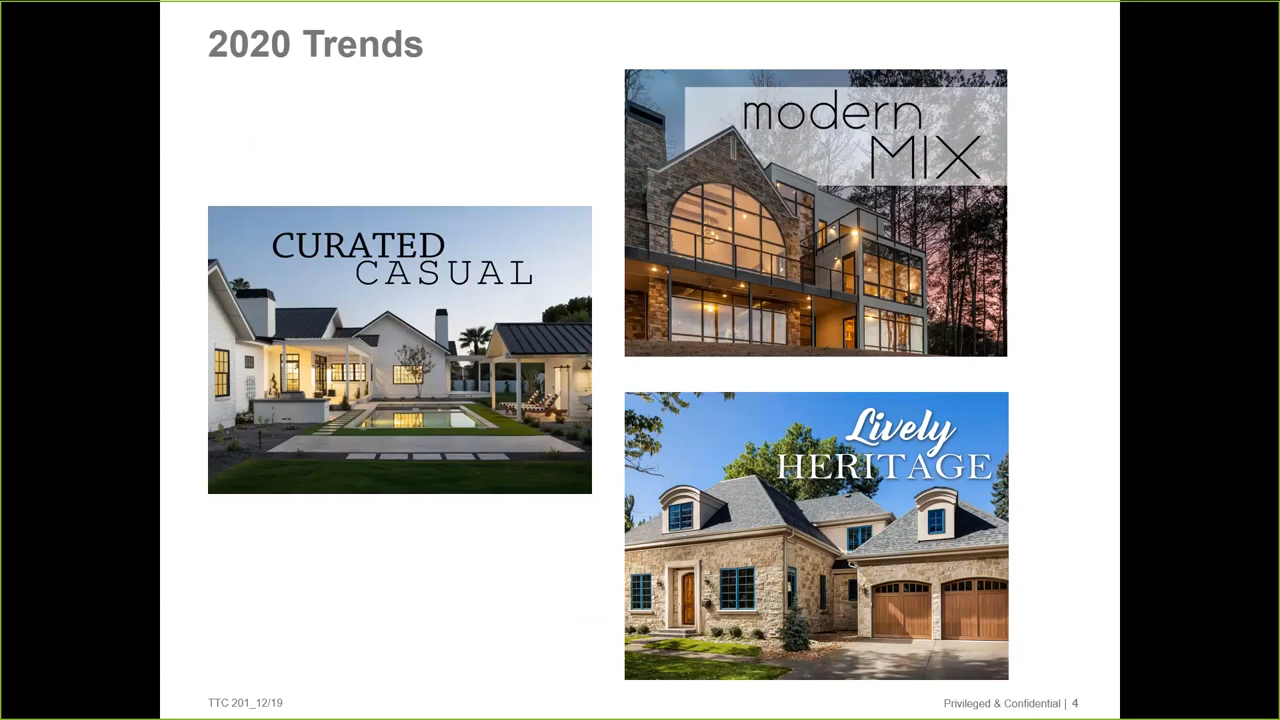 2020 Trends
modern
MIX
CURATED
CASUAL
Lively
HERITAGE
TTC 201_12/19
Privileged & Confidential | 4